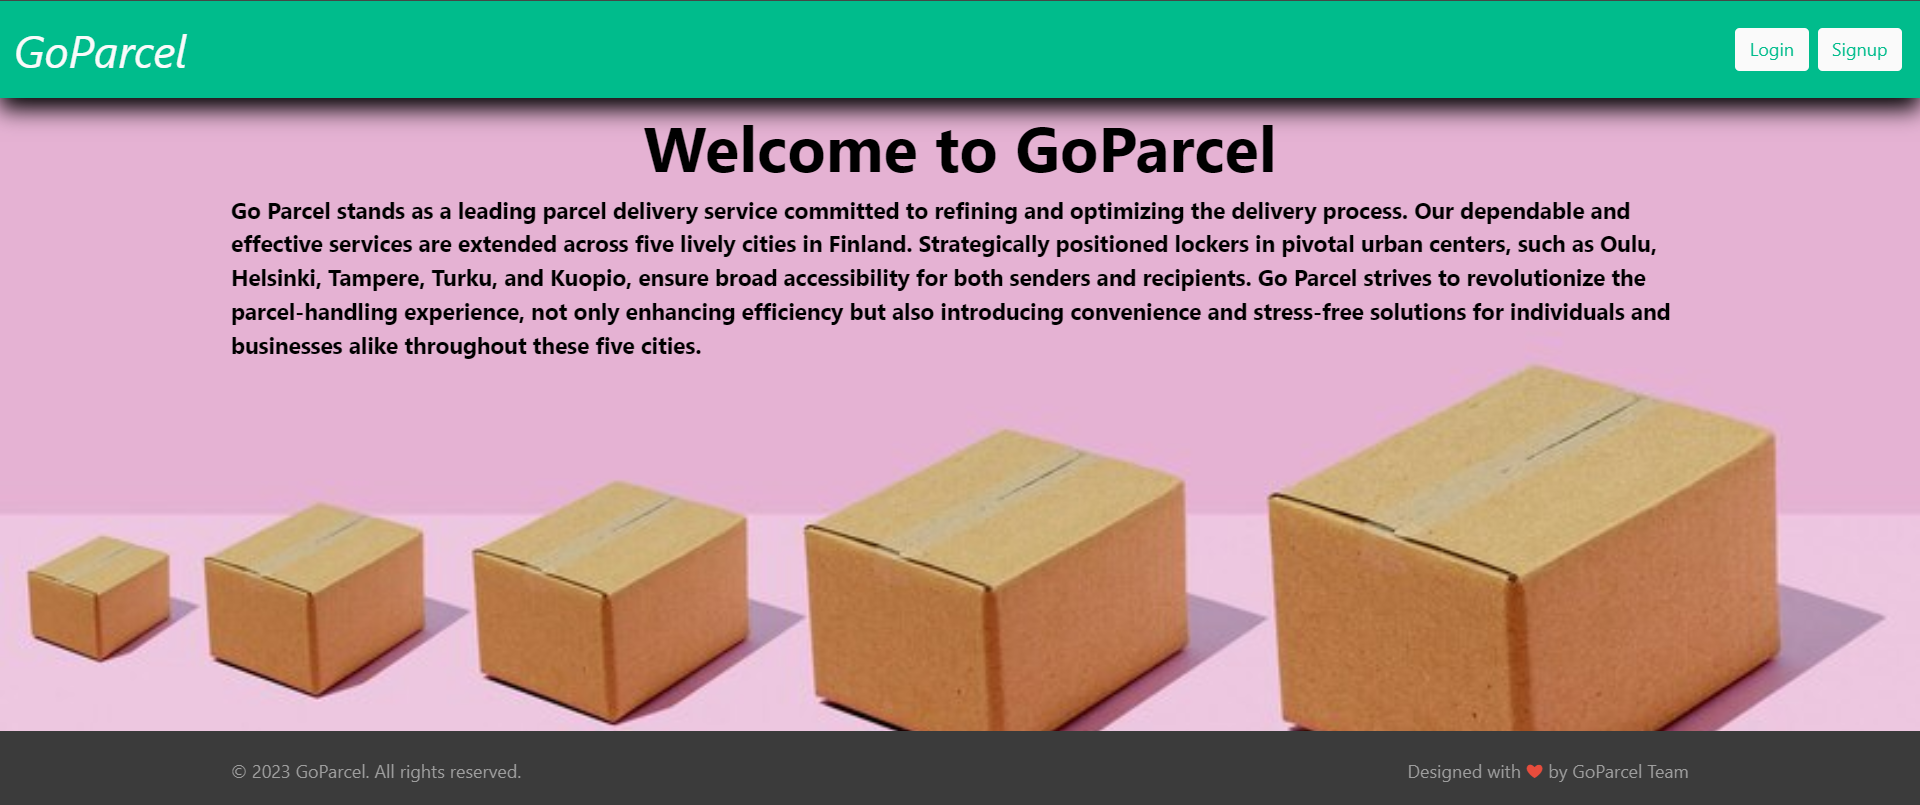 GoParcel
Login
Signup
Welcome to GoParcel
Go Parcel stands as a leading parcel delivery service committed to refining and optimizing the delivery process. Our dependable and
effective services are extended across five lively cities in Finland. Strategically positioned lockers in pivotal urban centers, such as Oulu,
Helsinki, Tampere, Turku, and Kuopio, ensure broad accessibility for both senders and recipients. Go Parcel strives to revolutionize the
parcel-handling experience, not only enhancing efficiency but also introducing convenience and stress-free solutions for individuals and
businesses alike throughout these five cities.
© 2023 GoParcel. All rights reserved.
Designed with ❤ by GoParcel Team